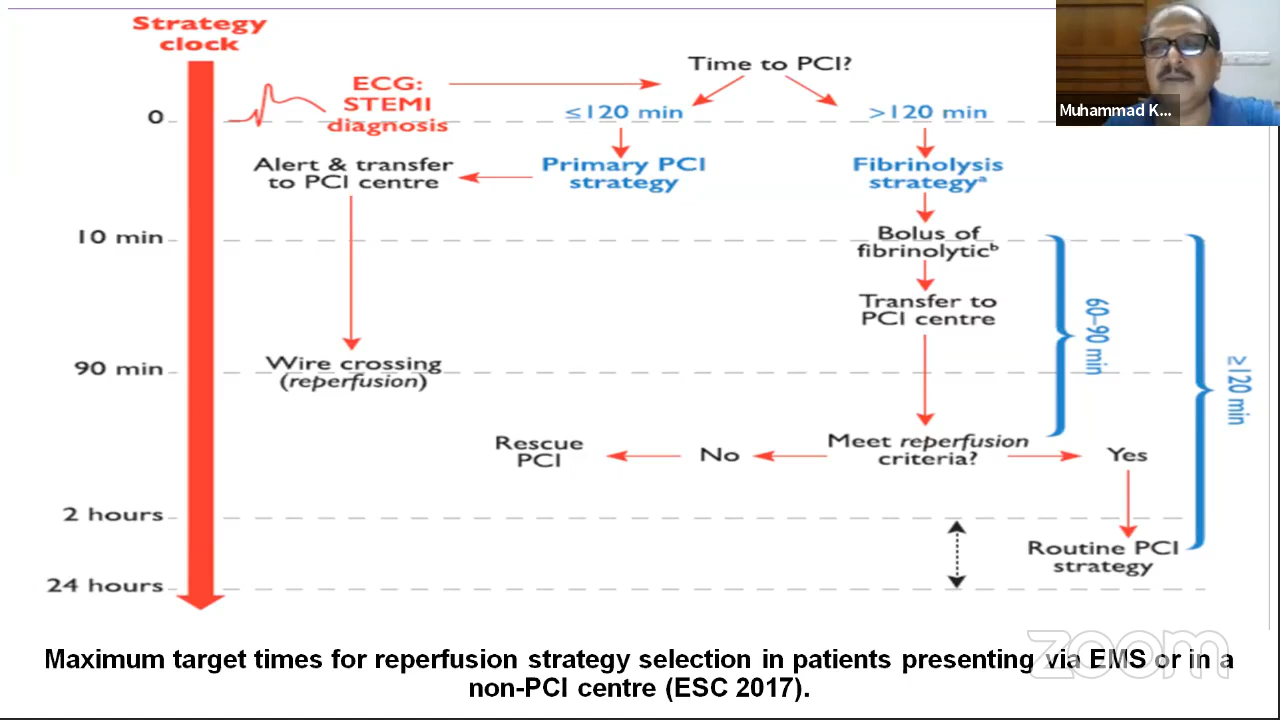 Strategy
clock
Time to PCI?
ECG:
STEMI
diagnosis
0
≤120 min
>120 min
Muhammad K...
Alert & transfer
to PCI centre
Primary PCI
strategy
Fibrinolysis
strategyᵃ
10 min
Bolus of
fibrinolyticᵇ
Transfer to
PCI centre
60–90 min
≥120 min
90 min
Wire crossing
(reperfusion)
Rescue
PCI
No
Meet reperfusion
criteria?
Yes
2 hours
Routine PCI
strategy
24 hours
zoom
Maximum target times for reperfusion strategy selection in patients presenting via EMS or in a
non-PCI centre (ESC 2017).